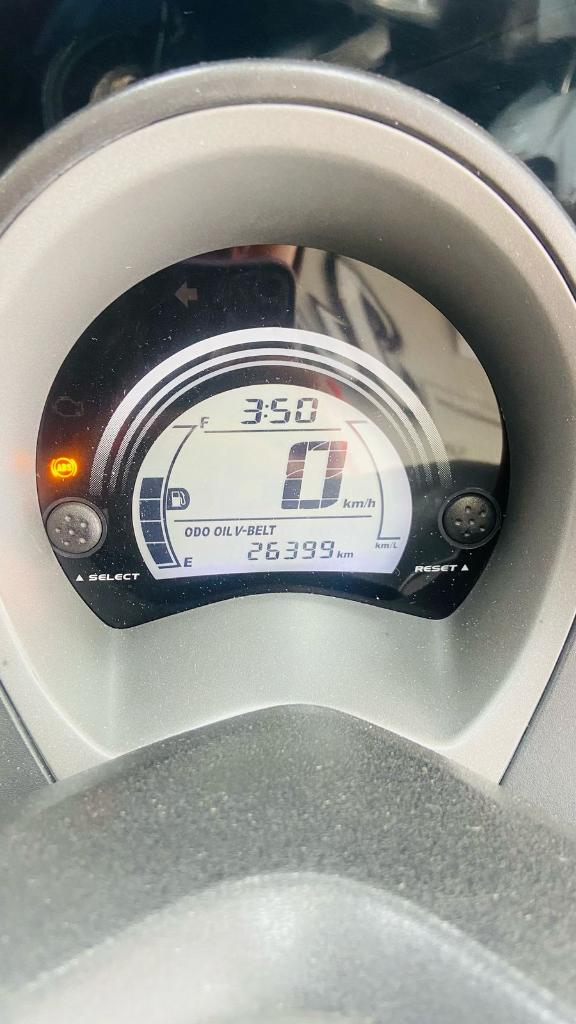 F 3:50
0 km/h
ABS
ODO OIL V-BELT
26399 km
km/L
E
▲ SELECT
RESET ▲